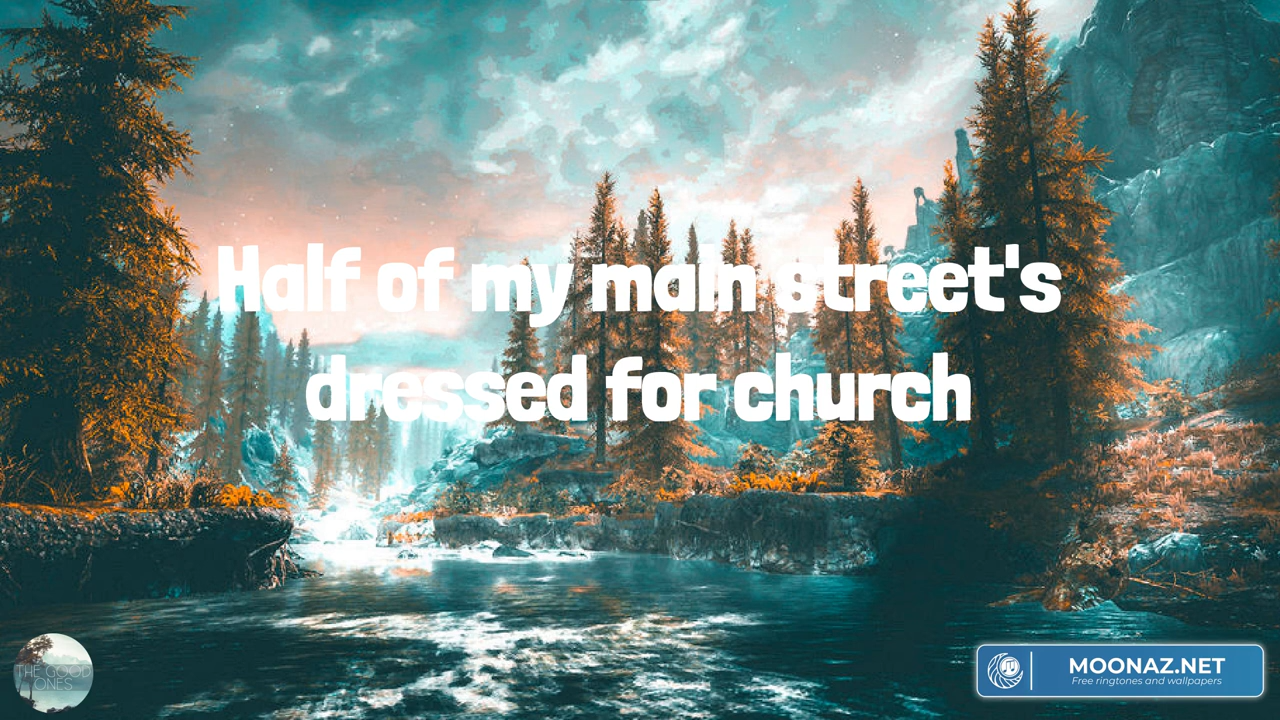 Half of my main street's
dressed for church
THE GOOD
ONES
MOONAZ.NET
Free ringtones and wallpapers